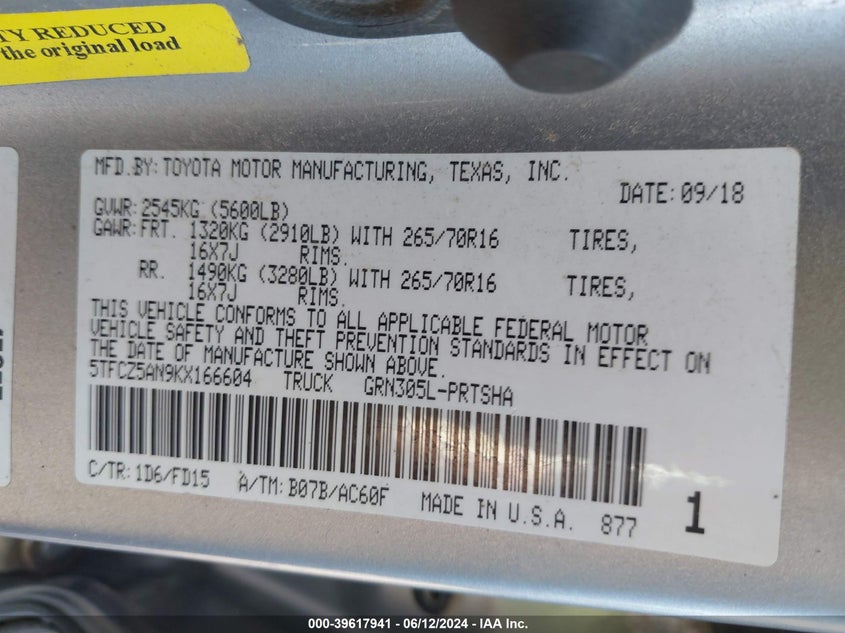 TY REDUCED
the original load
MFD.BY: TOYOTA MOTOR MANUFACTURING, TEXAS, INC.
DATE: 09/18
GVWR: 2545KG (5600LB)
GAWR: FRT. 1320KG (2910LB) WITH 265/70R16 TIRES,
16X7J RIMS.
RR. 1490KG (3280LB) WITH 265/70R16 TIRES,
16X7J RIMS.
THIS VEHICLE CONFORMS TO ALL APPLICABLE FEDERAL MOTOR
VEHICLE SAFETY AND THEFT PREVENTION STANDARDS IN EFFECT ON
THE DATE OF MANUFACTURE SHOWN ABOVE.
5TFCZ5AN9KX166604 TRUCK GRN305L-PRTSHA
C/TR: 1D6/FD15 A/TM: B07B/AC60F MADE IN U.S.A. 877 1
000-39617941 / 06/12/2024 - IAA Inc.